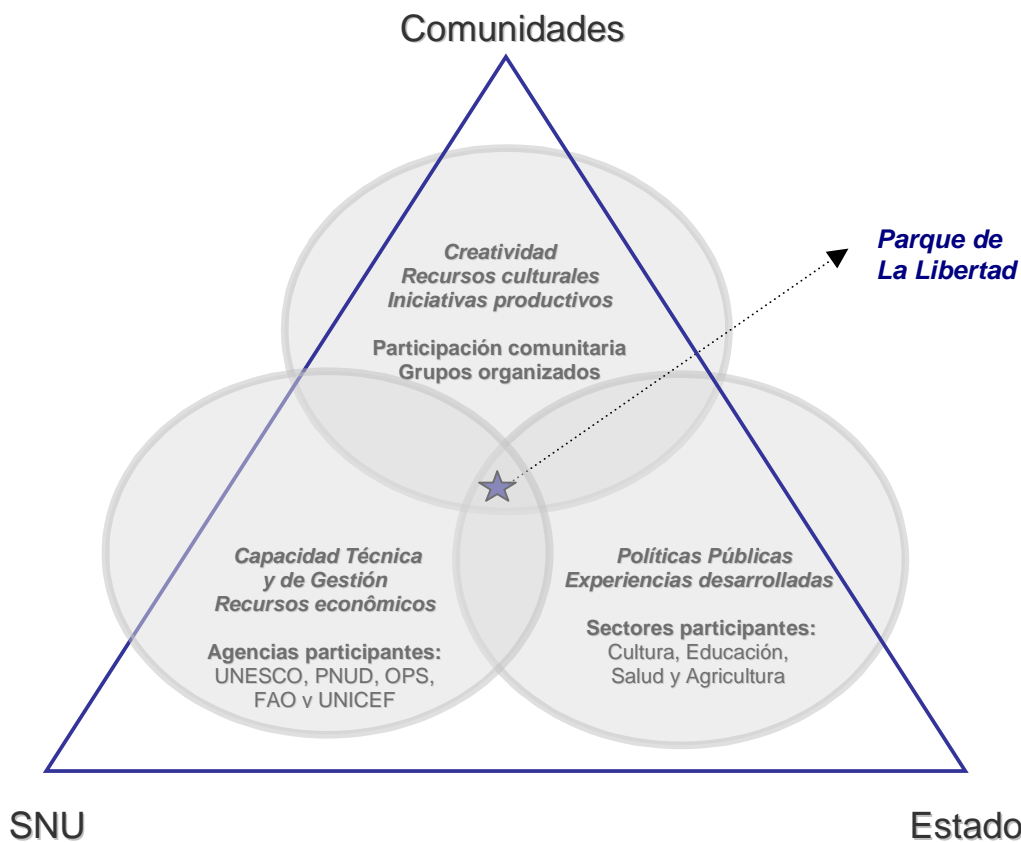 Comunidades
Parque de
La Libertad
Creatividad
Recursos culturales
Iniciativas productivos
Participación comunitaria
Grupos organizados
Capacidad Técnica
y de Gestión
Recursos econômicos
Agencias participantes:
UNESCO, PNUD, OPS,
FAO y UNICEF
Políticas Públicas
Experiencias desarrolladas
Sectores participantes:
Cultura, Educación,
Salud y Agricultura
SNU
Estado